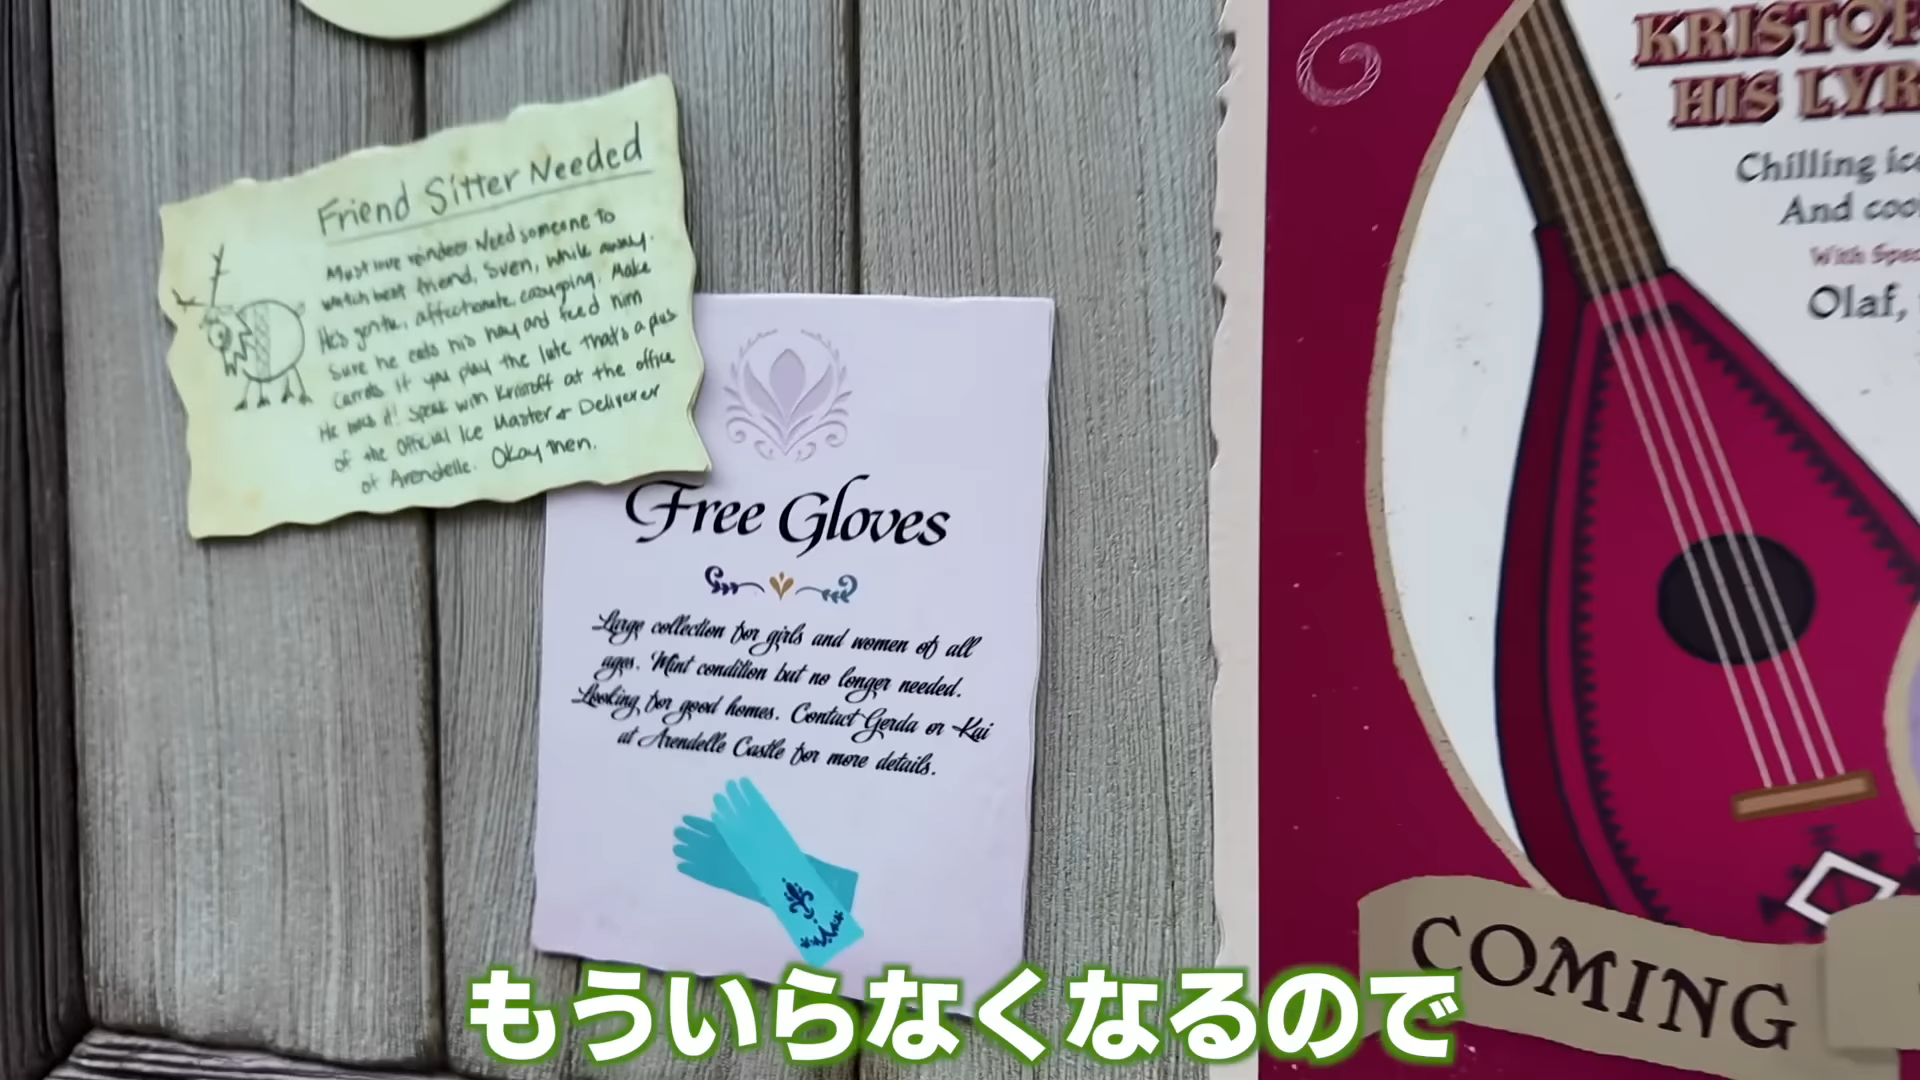 Friend Sitter Needed
Must love reindeer. Need someone to
watch best friend, Sven, while away.
He's gentle, affectionate, easygoing. Make
sure he eats his hay and feed him
carrots. If you play the lute that's a plus
He loves it! Speak with Kristoff at the office
of the Official Ice Master & Deliverer
of Arendelle. Okay then.
Free Gloves
Large collection for girls and women of all
ages. Mint condition but no longer needed.
Looking for good homes. Contact Gerda or Kai
at Arendelle Castle for more details.
KRISTOF
HIS LYR
Chilling ice
And coo
With Spec
Olaf,
COMING
もういらなくなるので